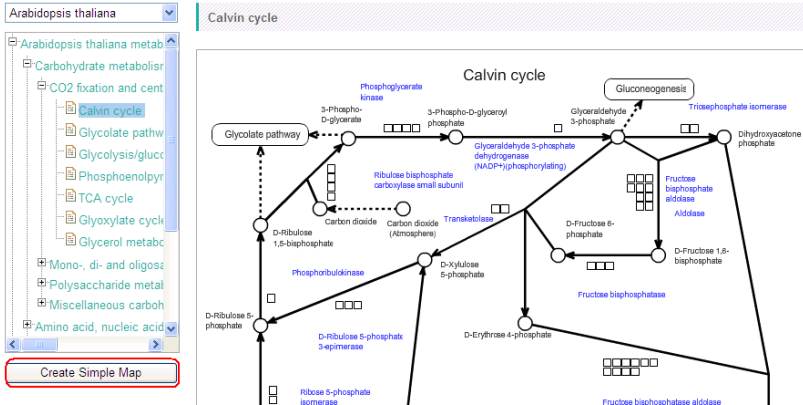 Arabidopsis thaliana
Arabidopsis thaliana metab
Carbohydrate metabolisr
CO2 fixation and cent
Calvin cycle
Glycolate pathw
Glycolysis/gluco
Phosphoenolpyr
TCA cycle
Glyoxylate cycle
Glycerol metabo
Mono-, di- and oligosa
Polysaccharide metal
Miscellaneous carboh
Amino acid, nucleic acid
Create Simple Map
Calvin cycle
Calvin cycle
Gluconeogenesis
Phosphoglycerate
kinase
Triosephosphate isomerase
3-Phospho-
D-glycerate
3-Phospho-D-glyceroyl
phosphate
Glyceraldehyde
3-phosphate
Glycolate pathway
Dihydroxyacetone
phosphate
Glyceraldehyde 3-phosphate
dehydrogenase
(NADP+)(phosphorylating)
Ribulose bisphosphate
carboxylase small subunit
Fructose
bisphosphate
aldolase
Aldolase
Carbon dioxide
Carbon dioxide
(Atmosphere)
Transketolase
D-Fructose 6-
phosphate
D-Ribulose
1,5-bisphosphate
D-Fructose 1,6-
bisphosphate
D-Xylulose
5-phosphate
Phosphoribulokinase
Fructose bisphosphatase
D-Ribulose 5-
phosphate
D-Ribulose 5-phosphate
3-epimerase
D-Erythrose 4-phosphate
Ribose 5-phosphate
isomerase
Fructose bisphosphatase aldolase